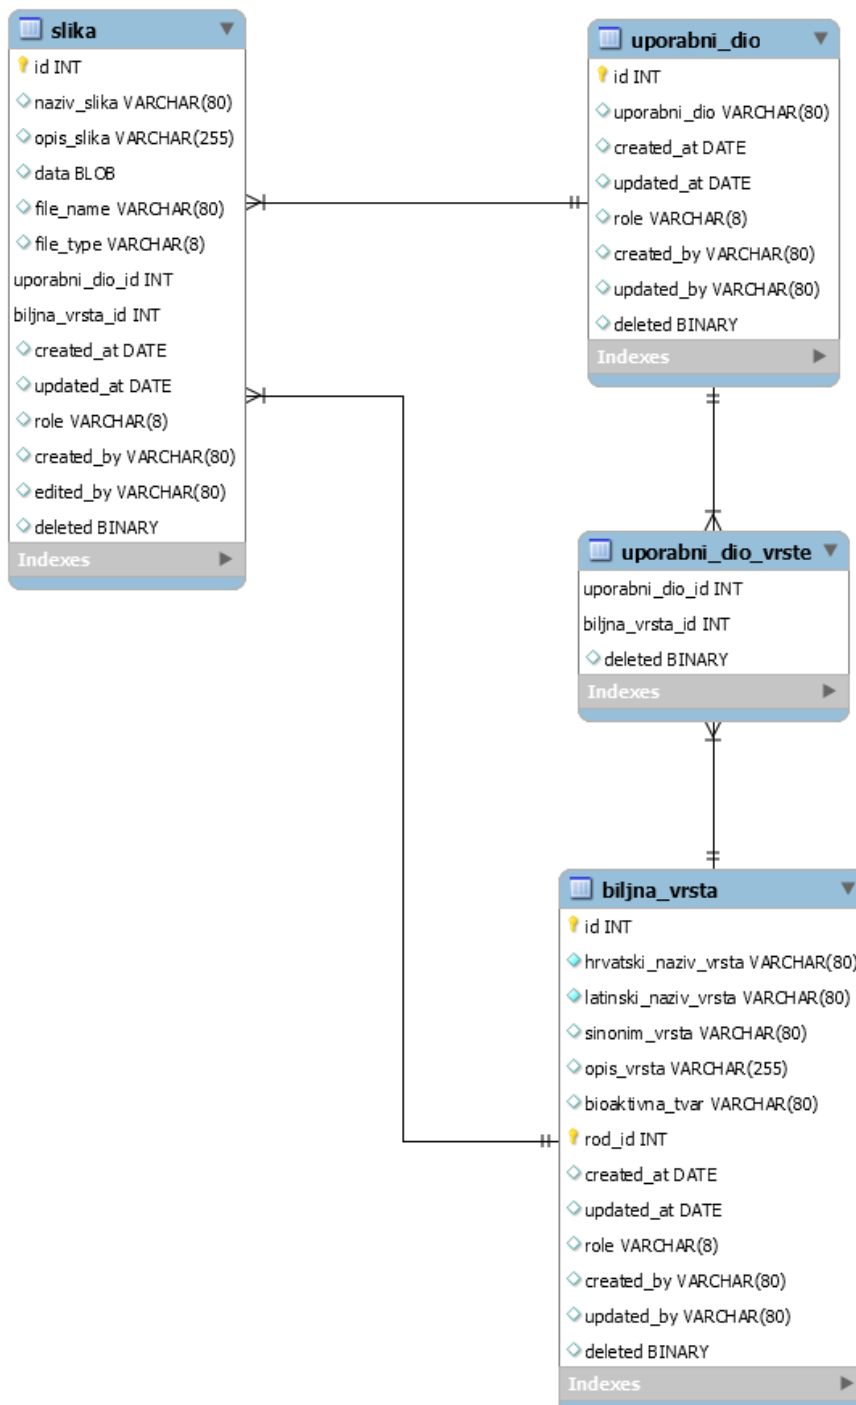 slika
id INT
naziv_slika VARCHAR(80)
opis_slika VARCHAR(255)
data BLOB
file_name VARCHAR(80)
file_type VARCHAR(8)
uporabni_dio_id INT
biljna_vrsta_id INT
created_at DATE
updated_at DATE
role VARCHAR(8)
created_by VARCHAR(80)
edited_by VARCHAR(80)
deleted BINARY
Indexes
uporabni_dio
id INT
uporabni_dio VARCHAR(80)
created_at DATE
updated_at DATE
role VARCHAR(8)
created_by VARCHAR(80)
updated_by VARCHAR(80)
deleted BINARY
Indexes
uporabni_dio_vrste
uporabni_dio_id INT
biljna_vrsta_id INT
deleted BINARY
Indexes
biljna_vrsta
id INT
hrvatski_naziv_vrsta VARCHAR(80)
latinski_naziv_vrsta VARCHAR(80)
sinonim_vrsta VARCHAR(80)
opis_vrsta VARCHAR(255)
bioaktivna_tvar VARCHAR(80)
rod_id INT
created_at DATE
updated_at DATE
role VARCHAR(8)
created_by VARCHAR(80)
updated_by VARCHAR(80)
deleted BINARY
Indexes